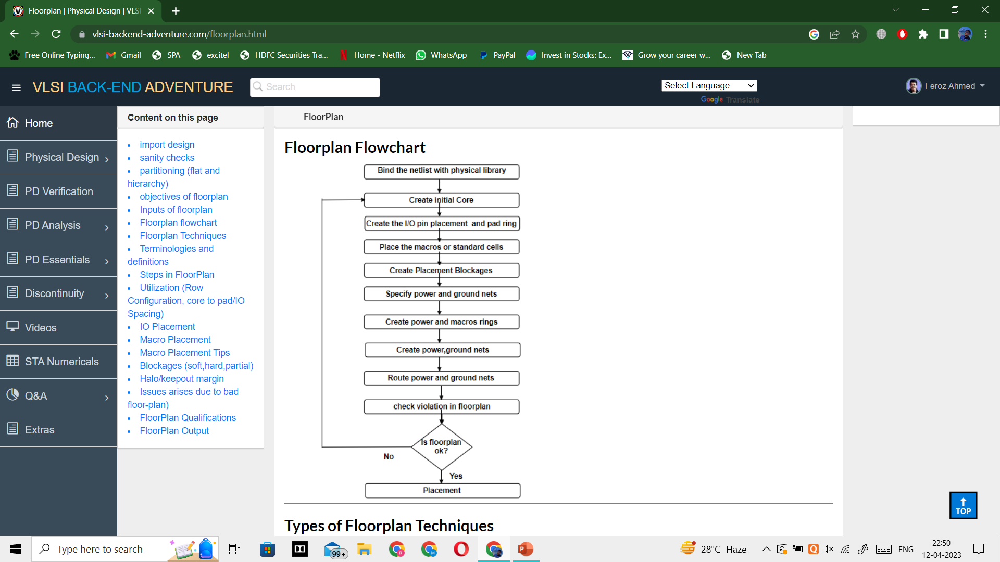 Floorplan | Physical Design | VLSI
vlsi-backend-adventure.com/floorplan.html
Free Online Typing...
Gmail
SPA
excitel
HDFC Securities Tra...
Home - Netflix
WhatsApp
PayPal
Invest in Stocks: Ex...
Grow your career w...
New Tab
VLSI BACK-END ADVENTURE
Search
Select Language
Google Translate
Feroz Ahmed
Home
Physical Design
PD Verification
PD Analysis
PD Essentials
Discontinuity
Videos
STA Numericals
Q&A
Extras
Content on this page
import design
sanity checks
partitioning (flat and
hierarchy)
objectives of floorplan
Inputs of floorplan
Floorplan flowchart
Floorplan Techniques
Terminologies and
definitions
Steps in FloorPlan
Utilization (Row
Configuration, core to pad/IO
Spacing)
IO Placement
Macro Placement
Macro Placement Tips
Blockages (soft,hard,partial)
Halo/keepout margin
Issues arises due to bad
floor-plan)
FloorPlan Qualifications
FloorPlan Output
FloorPlan
Floorplan Flowchart
Bind the netlist with physical library
Create initial Core
Create the I/O pin placement and pad ring
Place the macros or standard cells
Create Placement Blockages
Specify power and ground nets
Create power and macros rings
Create power,ground nets
Route power and ground nets
check violation in floorplan
Is floorplan
ok?
No
Yes
Placement
Types of Floorplan Techniques
TOP
Type here to search
99+
28°C Haze
ENG
22:50
12-04-2023